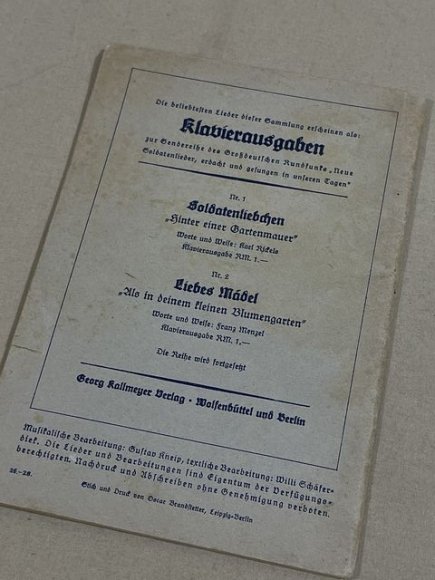 Die beliebtesten Lieder dieser Sammlung erscheinen als:
Klavierausgaben
zur Sendereihe des Großdeutschen Rundfunks „Neue
Soldatenlieder, erdacht und gesungen in unseren Tagen“
Nr. 1
Soldatenliebchen
„Hinter einer Gartenmauer“
Worte und Weise: Karl Rickels
Klavierausgabe RM. 1.—
Nr. 2
Liebes Mädel
„Als in deinem kleinen Blumengarten“
Worte und Weise: Franz Menzel
Klavierausgabe RM. 1.—
Die Reihe wird fortgesetzt
Georg Kallmeyer Verlag · Wolfenbüttel und Berlin
Musikalische Bearbeitung: Gustav Kneip, textliche Bearbeitung: Willi Schäfer-
diek. Die Lieder und Bearbeitungen sind Eigentum der Verfügungs-
berechtigten. Nachdruck und Abschreiben ohne Genehmigung verboten.
26.–28.
Stich und Druck von Oscar Brandstetter, Leipzig-Berlin